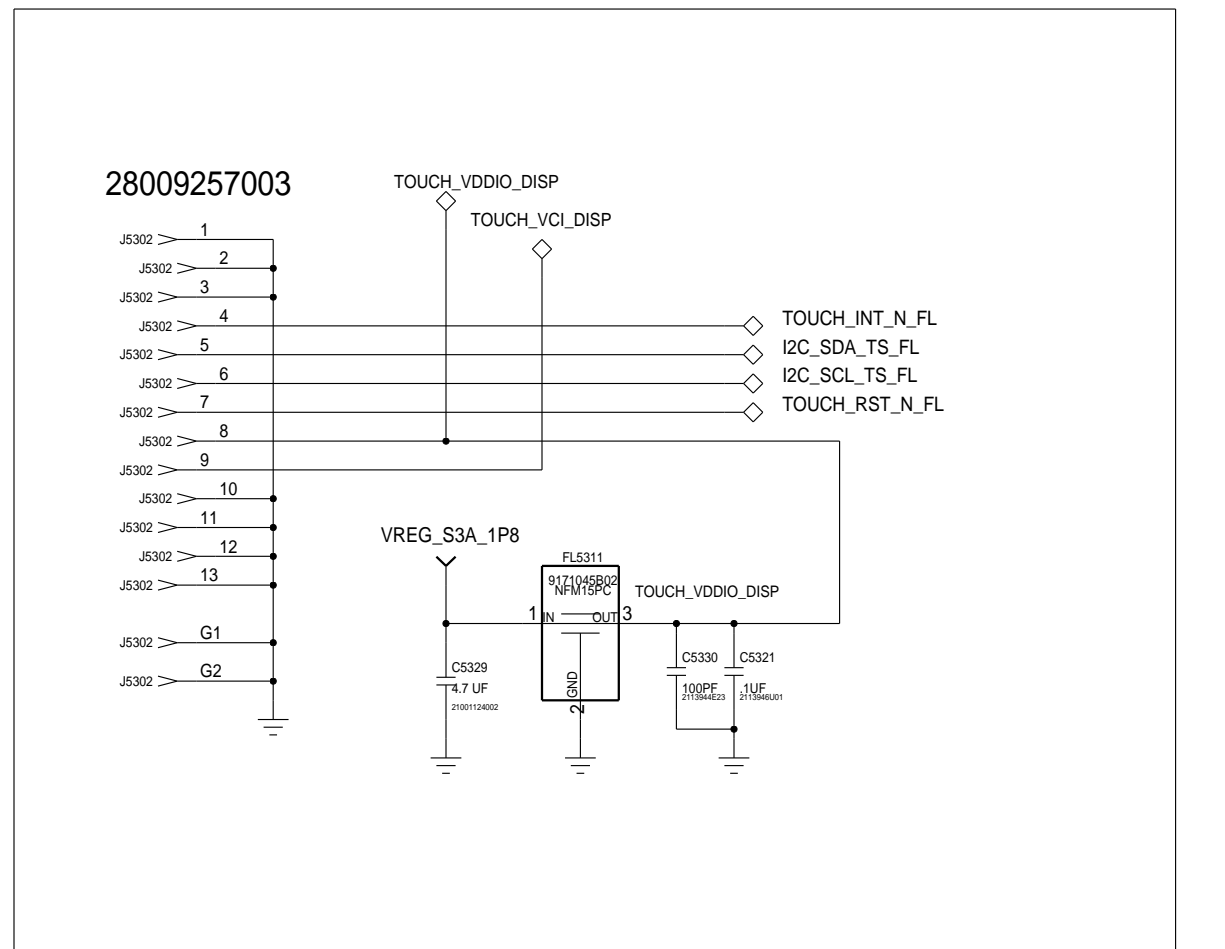 28009257003
TOUCH_VDDIO_DISP
TOUCH_VCI_DISP
J5302 1
J5302 2
J5302 3
J5302 4 TOUCH_INT_N_FL
J5302 5 I2C_SDA_TS_FL
J5302 6 I2C_SCL_TS_FL
J5302 7 TOUCH_RST_N_FL
J5302 8
J5302 9
J5302 10
J5302 11
J5302 12
J5302 13
J5302 G1
J5302 G2
VREG_S3A_1P8
FL5311
9171045B02
NFM15PC
TOUCH_VDDIO_DISP
1 IN OUT 3
GND
2
C5329
4.7 UF
21001124002
C5330
100PF
2113944E23
C5321
.1UF
2113946U01